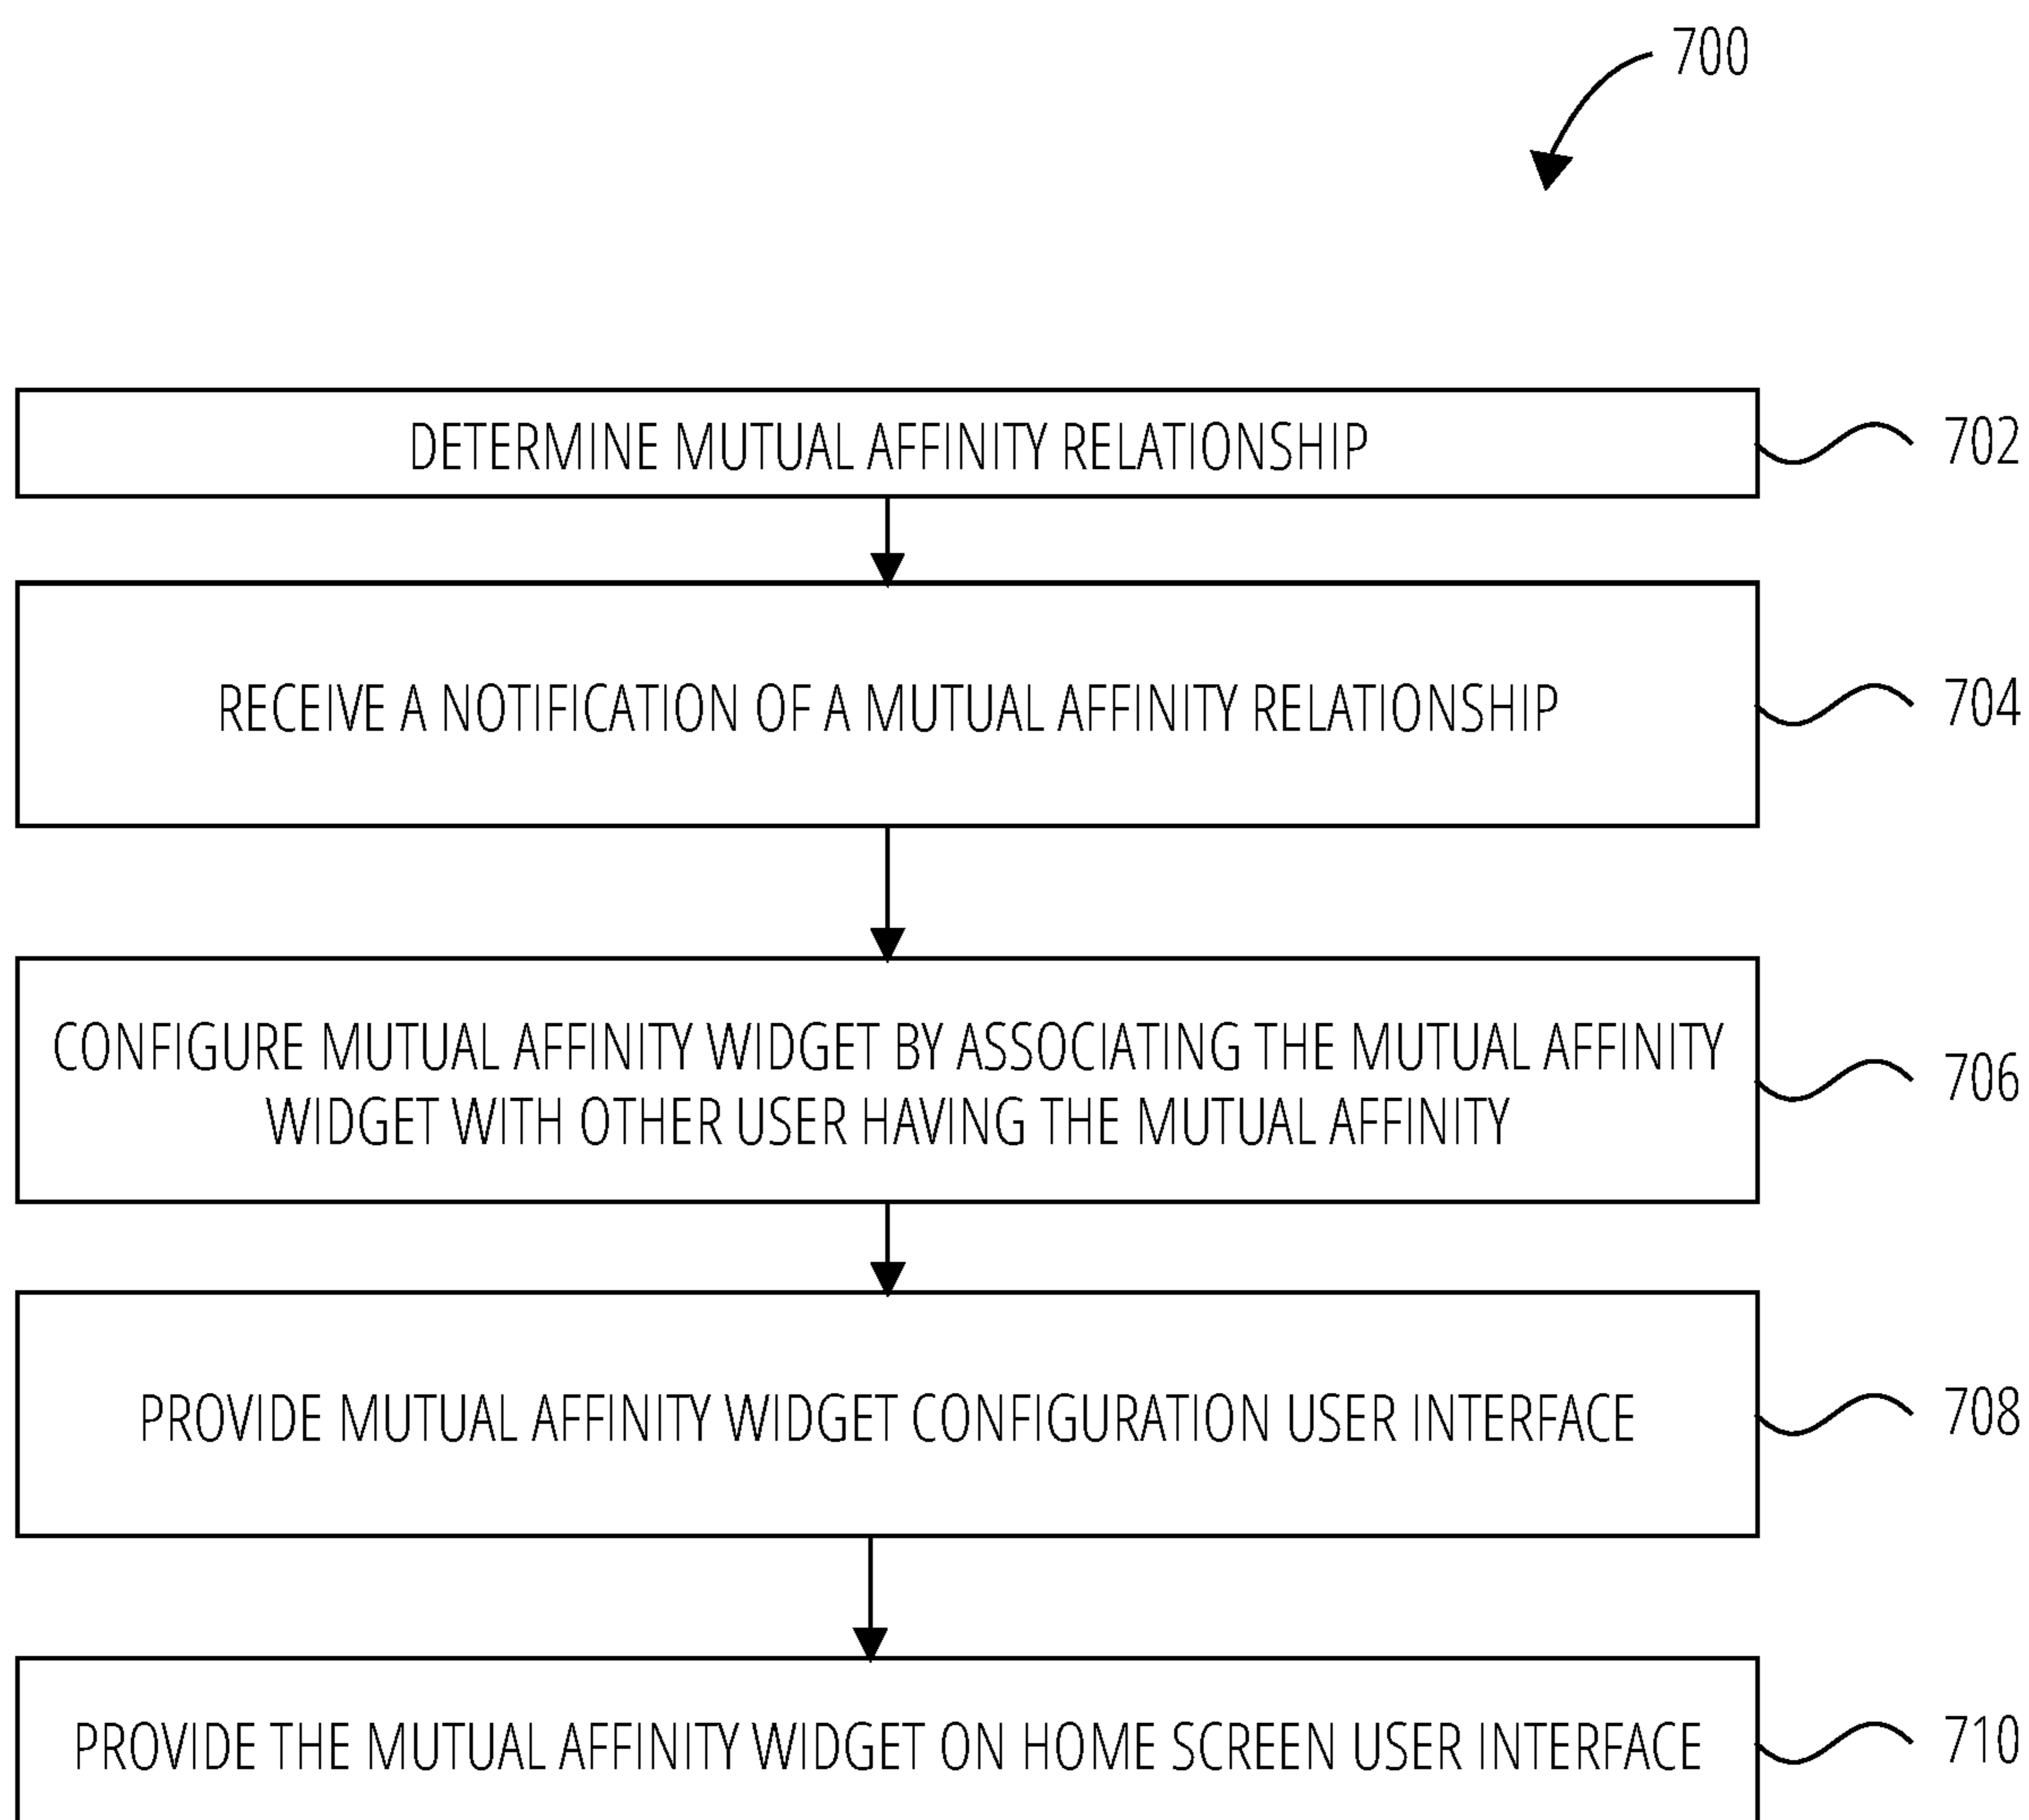 700
DETERMINE MUTUAL AFFINITY RELATIONSHIP
702
RECEIVE A NOTIFICATION OF A MUTUAL AFFINITY RELATIONSHIP
704
CONFIGURE MUTUAL AFFINITY WIDGET BY ASSOCIATING THE MUTUAL AFFINITY
WIDGET WITH OTHER USER HAVING THE MUTUAL AFFINITY
706
PROVIDE MUTUAL AFFINITY WIDGET CONFIGURATION USER INTERFACE
708
PROVIDE THE MUTUAL AFFINITY WIDGET ON HOME SCREEN USER INTERFACE
710